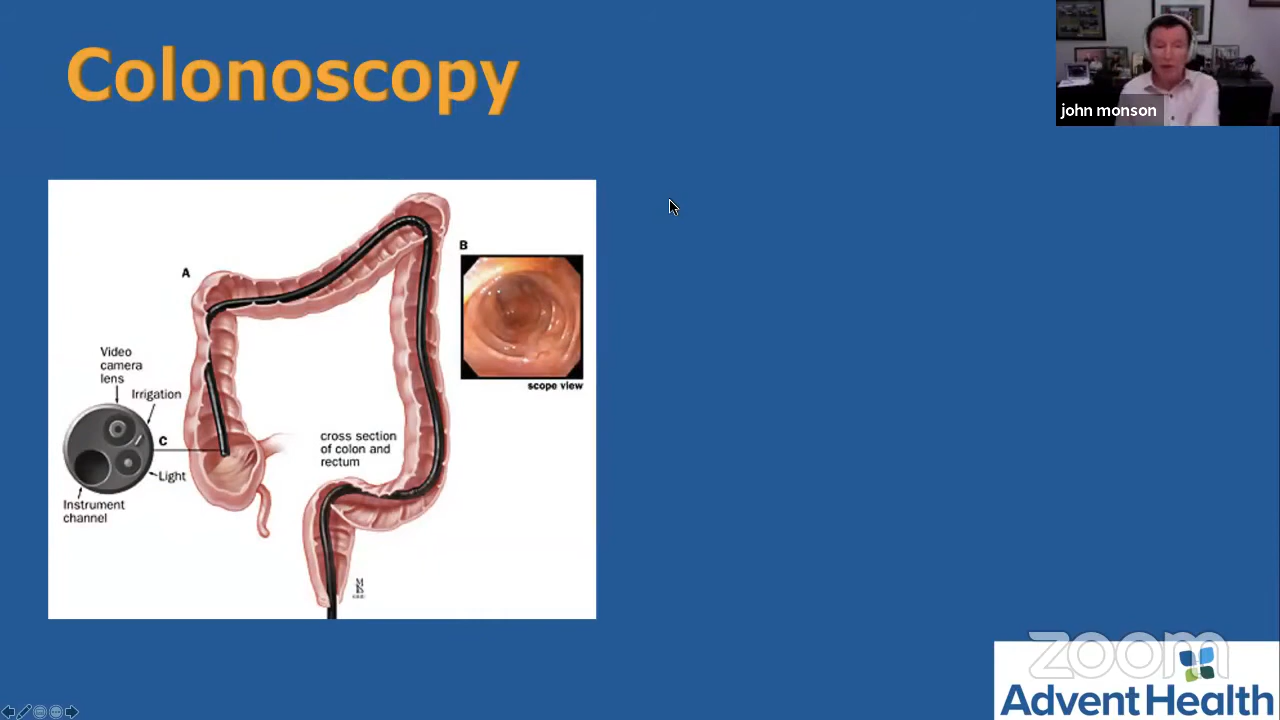 Colonoscopy
john monson
A
B
Video
camera
lens
Irrigation
C
Light
Instrument
channel
cross section
of colon and
rectum
scope view
zoom
AdventHealth